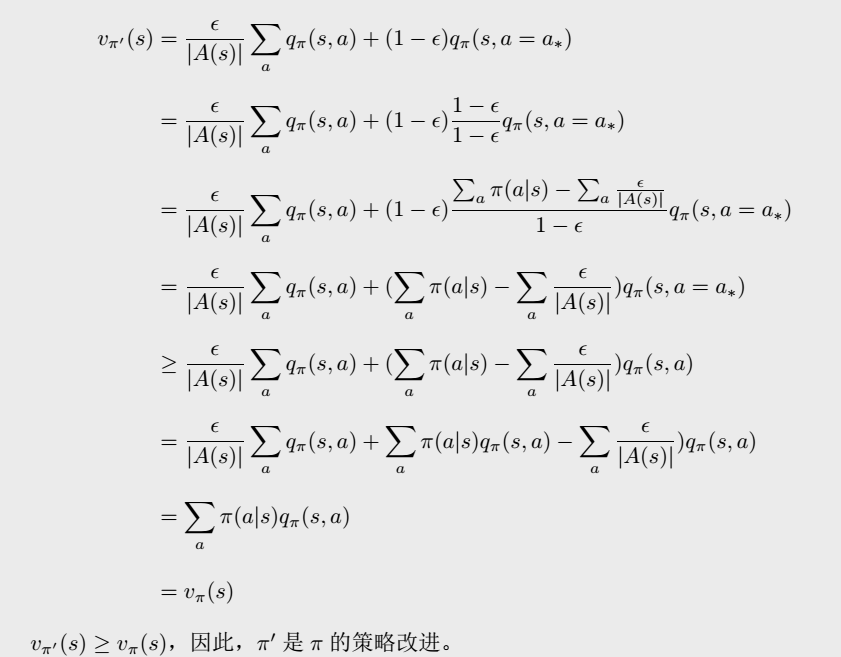 $v_{\pi'}(s) = \frac{\epsilon}{|A(s)|} \sum_a q_\pi(s, a) + (1 - \epsilon) q_\pi(s, a = a_*)$
$= \frac{\epsilon}{|A(s)|} \sum_a q_\pi(s, a) + (1 - \epsilon) \frac{1 - \epsilon}{1 - \epsilon} q_\pi(s, a = a_*)$
$= \frac{\epsilon}{|A(s)|} \sum_a q_\pi(s, a) + (1 - \epsilon) \frac{\sum_a \pi(a|s) - \sum_a \frac{\epsilon}{|A(s)|}}{1 - \epsilon} q_\pi(s, a = a_*)$
$= \frac{\epsilon}{|A(s)|} \sum_a q_\pi(s, a) + (\sum_a \pi(a|s) - \sum_a \frac{\epsilon}{|A(s)|}) q_\pi(s, a = a_*)$
$\geq \frac{\epsilon}{|A(s)|} \sum_a q_\pi(s, a) + (\sum_a \pi(a|s) - \sum_a \frac{\epsilon}{|A(s)|}) q_\pi(s, a)$
$= \frac{\epsilon}{|A(s)|} \sum_a q_\pi(s, a) + \sum_a \pi(a|s) q_\pi(s, a) - \sum_a \frac{\epsilon}{|A(s)|}) q_\pi(s, a)$
$= \sum_a \pi(a|s) q_\pi(s, a)$
$= v_\pi(s)$
$v_{\pi'}(s) \geq v_\pi(s)$，因此，$\pi'$ 是 $\pi$ 的策略改进。